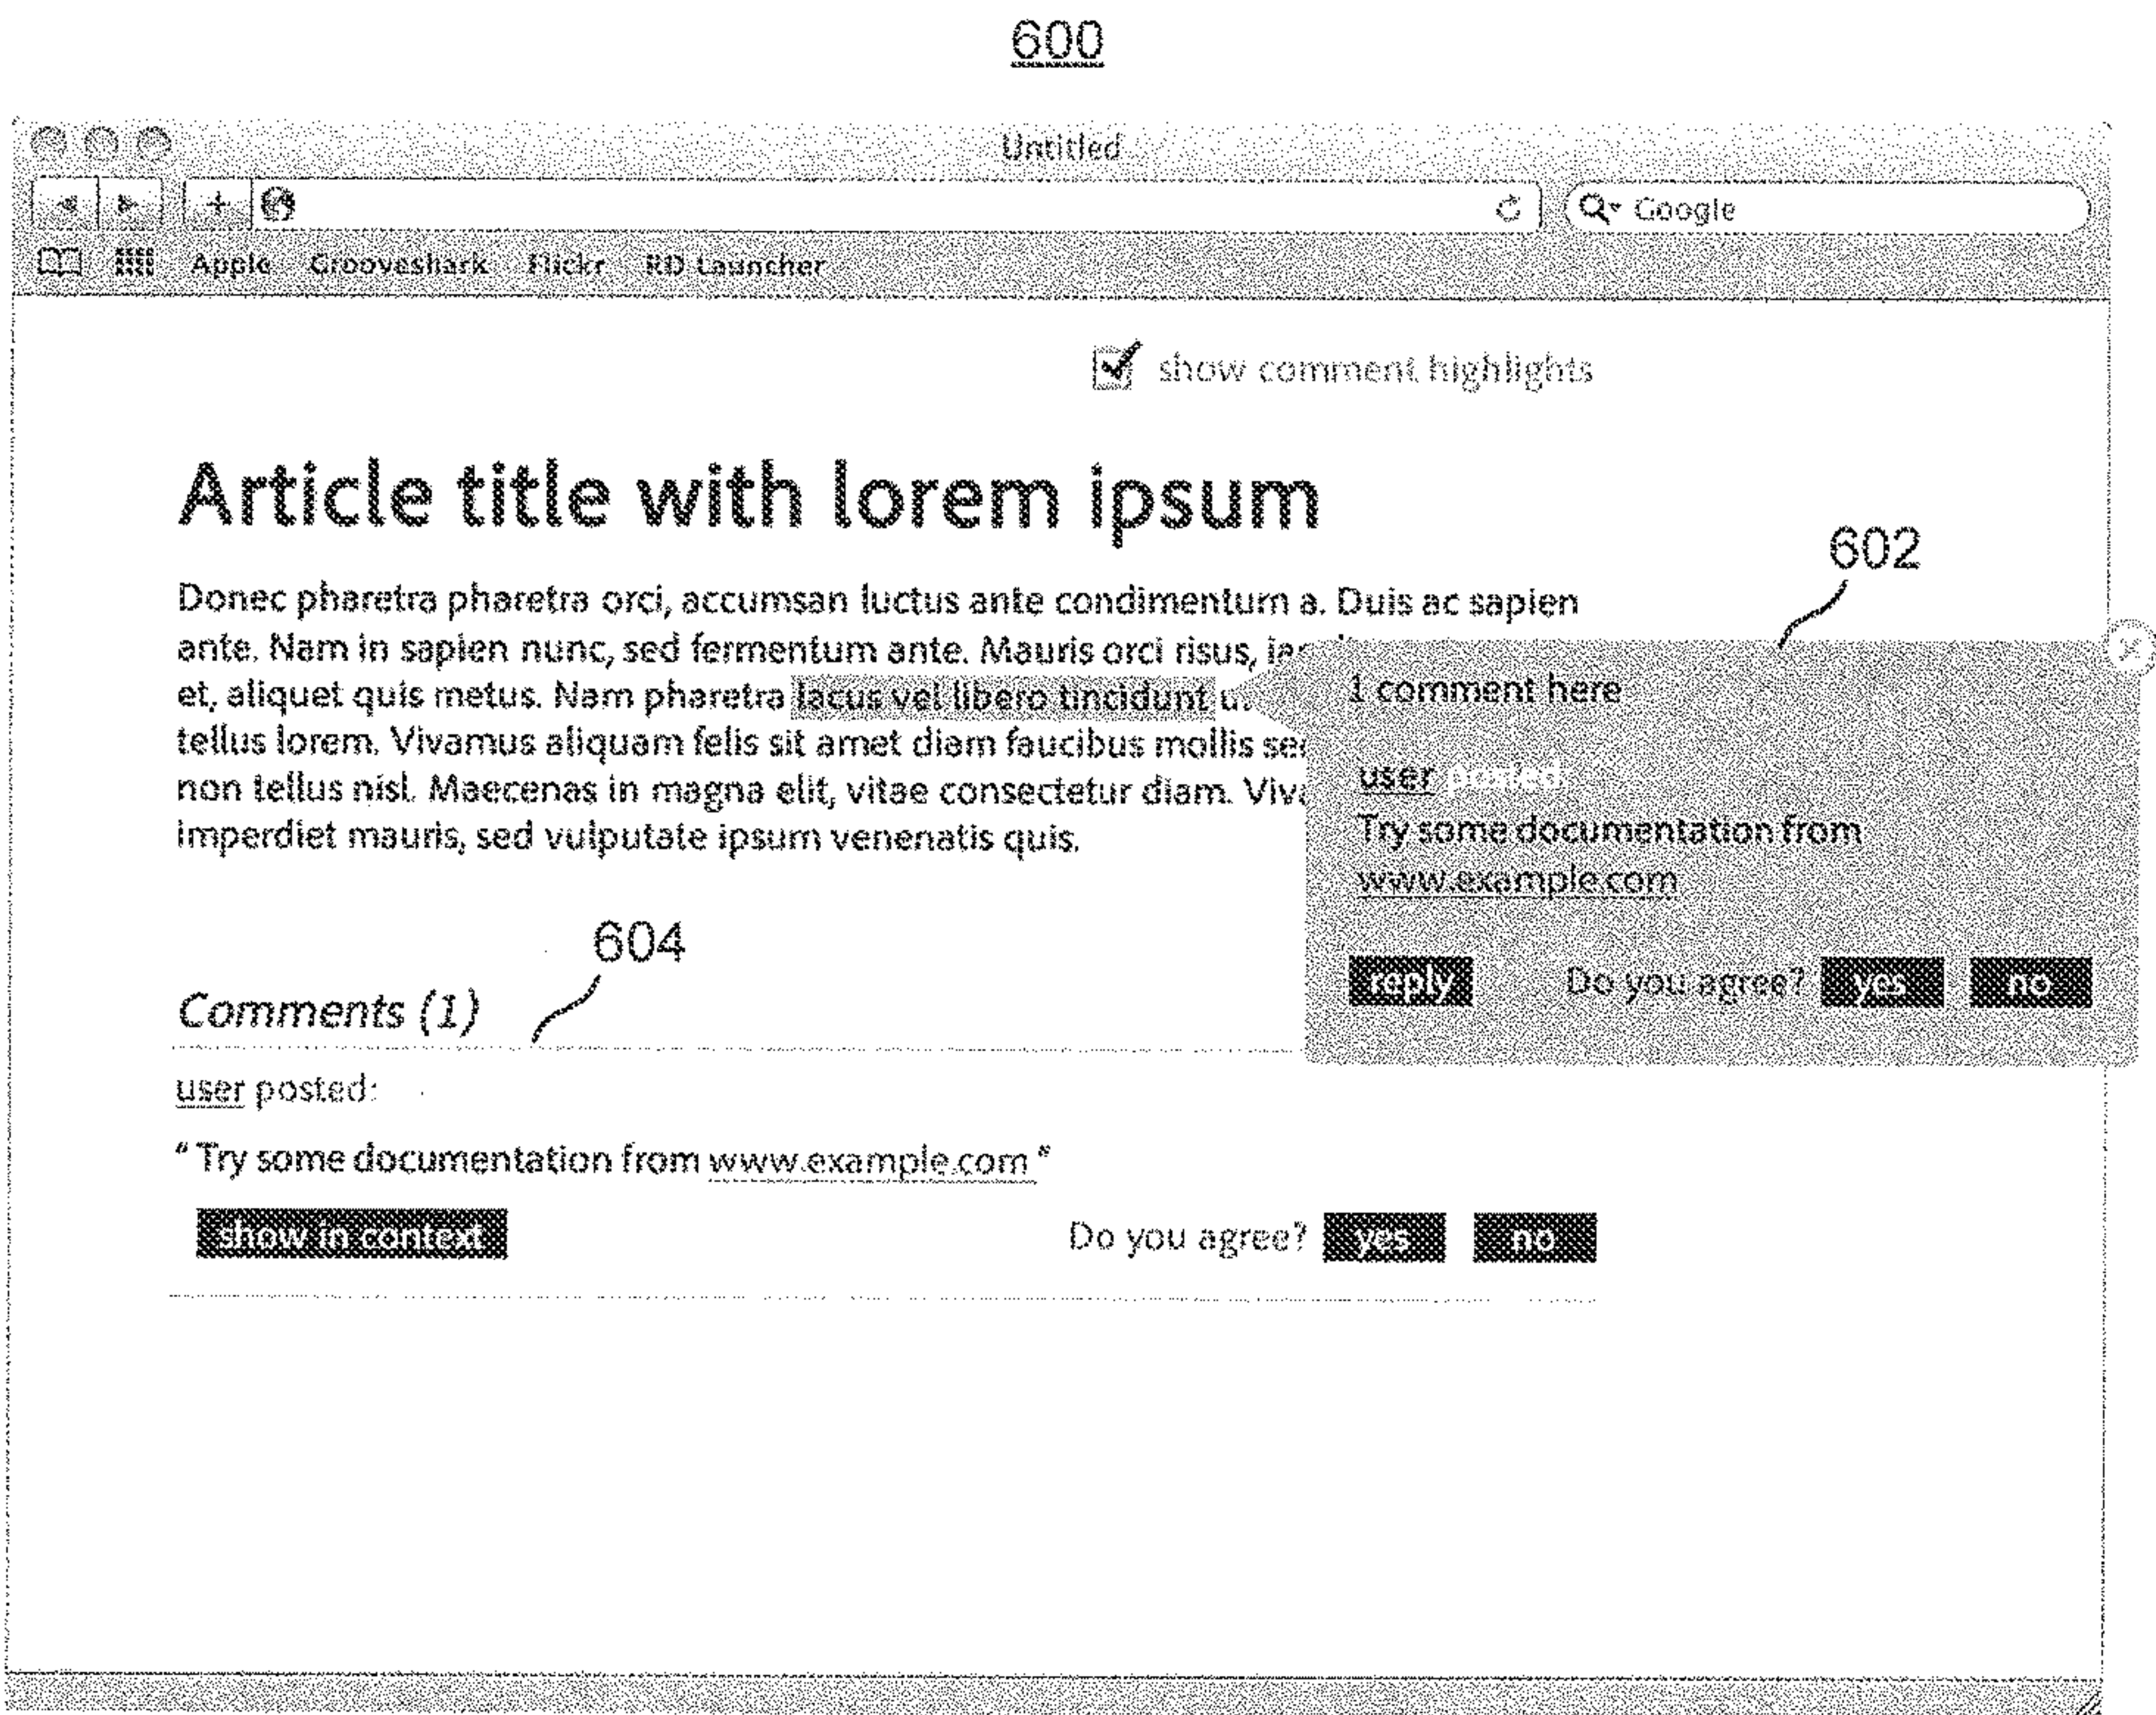 600
Untitled
Google
Apple Grooveshark Flickr RD Launcher
show comment highlights
Article title with lorem ipsum
602
Donec pharetra pharetra orci, accumsan luctus ante condimentum a. Duis ac sapien
ante. Nam in sapien nunc, sed fermentum ante. Mauris orci risus,
et, aliquet quis metus. Nam pharetra lacus vel libero tincidunt
tellus lorem. Vivamus aliquam felis sit amet diam faucibus mollis
non tellus nisl. Maecenas in magna elit, vitae consectetur diam.
imperdiet mauris, sed vulputate ipsum venenatis quis.
1 comment here
user posted
Try some documentation from
www.example.com
reply Do you agree? yes no
604
Comments (1)
user posted:
“Try some documentation from www.example.com”
show in context Do you agree? yes no